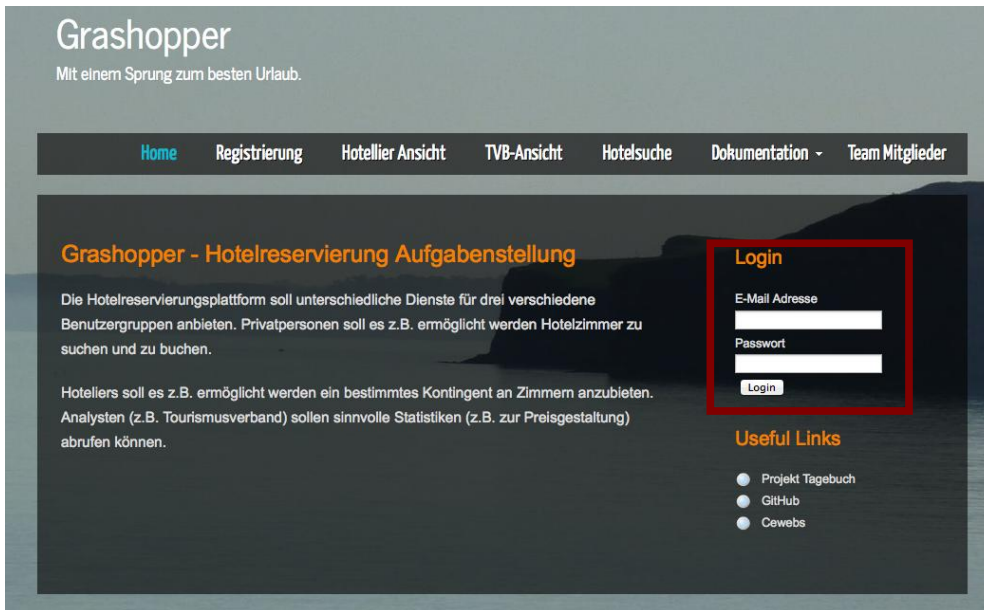 Grashopper
Mit einem Sprung zum besten Urlaub.
Home Registrierung Hotellier Ansicht TVB-Ansicht Hotelsuche Dokumentation Team Mitglieder
Grashopper - Hotelreservierung Aufgabenstellung
Die Hotelreservierungsplattform soll unterschiedliche Dienste für drei verschiedene
Benutzergruppen anbieten. Privatpersonen soll es z.B. ermöglicht werden Hotelzimmer zu
suchen und zu buchen.
Hoteliers soll es z.B. ermöglicht werden ein bestimmtes Kontingent an Zimmern anzubieten.
Analysten (z.B. Tourismusverband) sollen sinnvolle Statistiken (z.B. zur Preisgestaltung)
abrufen können.
Login
E-Mail Adresse
Passwort
Login
Useful Links
Projekt Tagebuch
GitHub
Cewebs